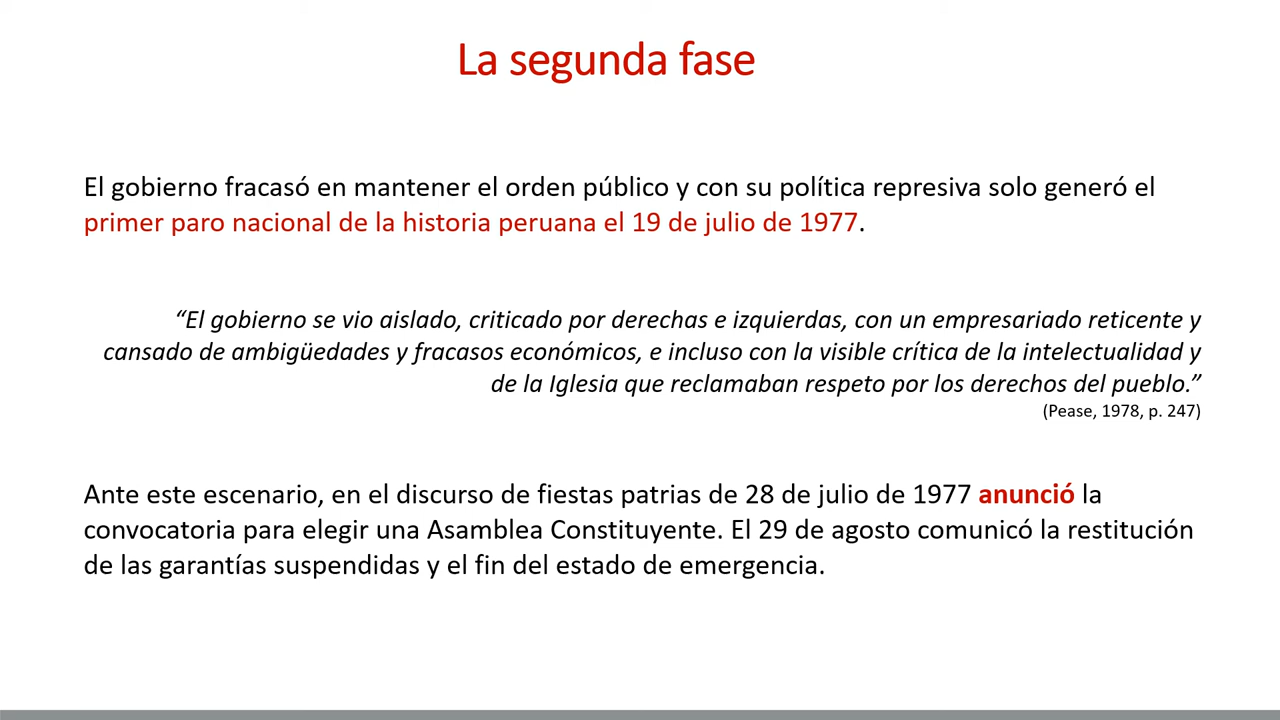 La segunda fase
El gobierno fracasó en mantener el orden público y con su política represiva solo generó el
primer paro nacional de la historia peruana el 19 de julio de 1977.
“El gobierno se vio aislado, criticado por derechas e izquierdas, con un empresariado reticente y
cansado de ambigüedades y fracasos económicos, e incluso con la visible crítica de la intelectualidad y
de la Iglesia que reclamaban respeto por los derechos del pueblo.”
(Pease, 1978, p. 247)
Ante este escenario, en el discurso de fiestas patrias de 28 de julio de 1977 anunció la
convocatoria para elegir una Asamblea Constituyente. El 29 de agosto comunicó la restitución
de las garantías suspendidas y el fin del estado de emergencia.